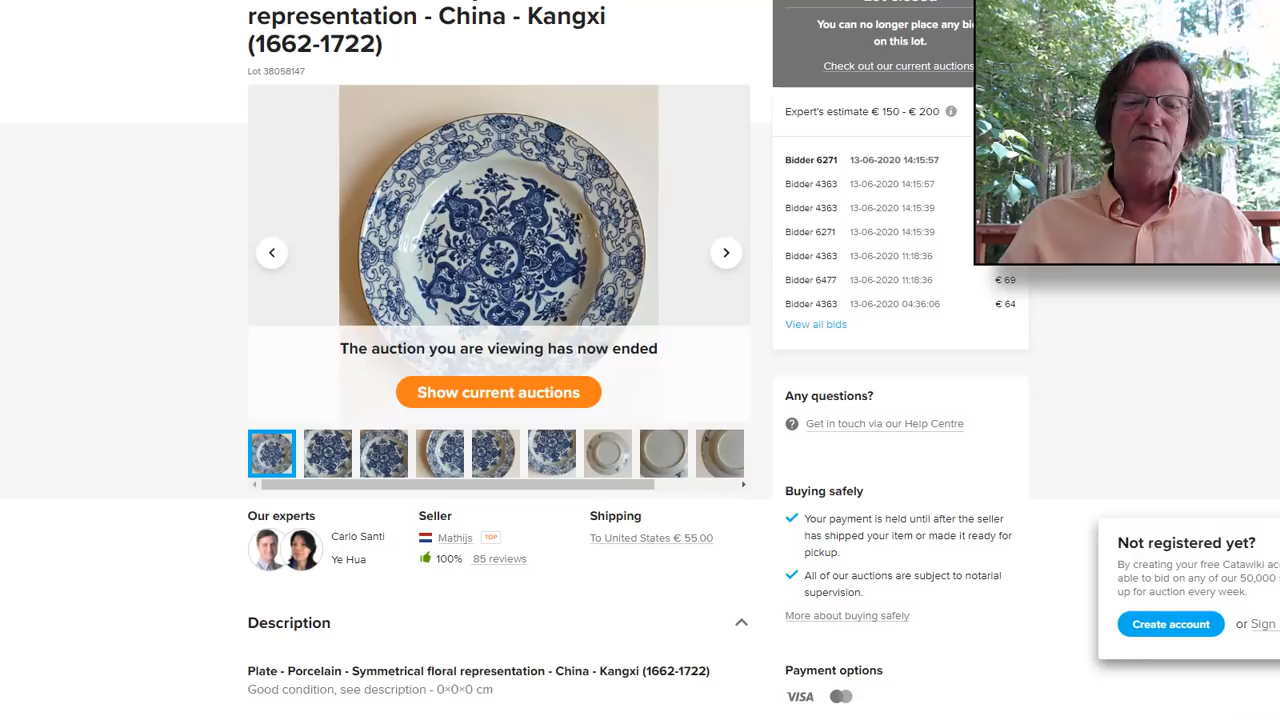 representation - China - Kangxi
(1662-1722)
Lot 38058147
You can no longer place any
on this lot.
Check out our current auctions
Expert's estimate € 150 - € 200
Bidder 6271 13-06-2020 14:15:57
Bidder 4363 13-06-2020 14:15:57
Bidder 4363 13-06-2020 14:15:39
Bidder 6271 13-06-2020 14:15:39
Bidder 4363 13-06-2020 11:18:36
Bidder 6477 13-06-2020 11:18:36 € 69
Bidder 4363 13-06-2020 04:36:06 € 64
View all bids
The auction you are viewing has now ended
Show current auctions
Any questions?
Get in touch via our Help Centre
Our experts
Carlo Santi
Ye Hua
Seller
Mathijs TOP
100% 85 reviews
Shipping
To United States € 55.00
Buying safely
Your payment is held until after the seller
has shipped your item or made it ready for
pickup.
All of our auctions are subject to notarial
supervision.
More about buying safely
Payment options
VISA
Description
Plate - Porcelain - Symmetrical floral representation - China - Kangxi (1662-1722)
Good condition, see description - 0×0×0 cm
Not registered yet?
By creating your free Catawiki
able to bid on any of our 50,000
up for auction every week.
Create account or Sign